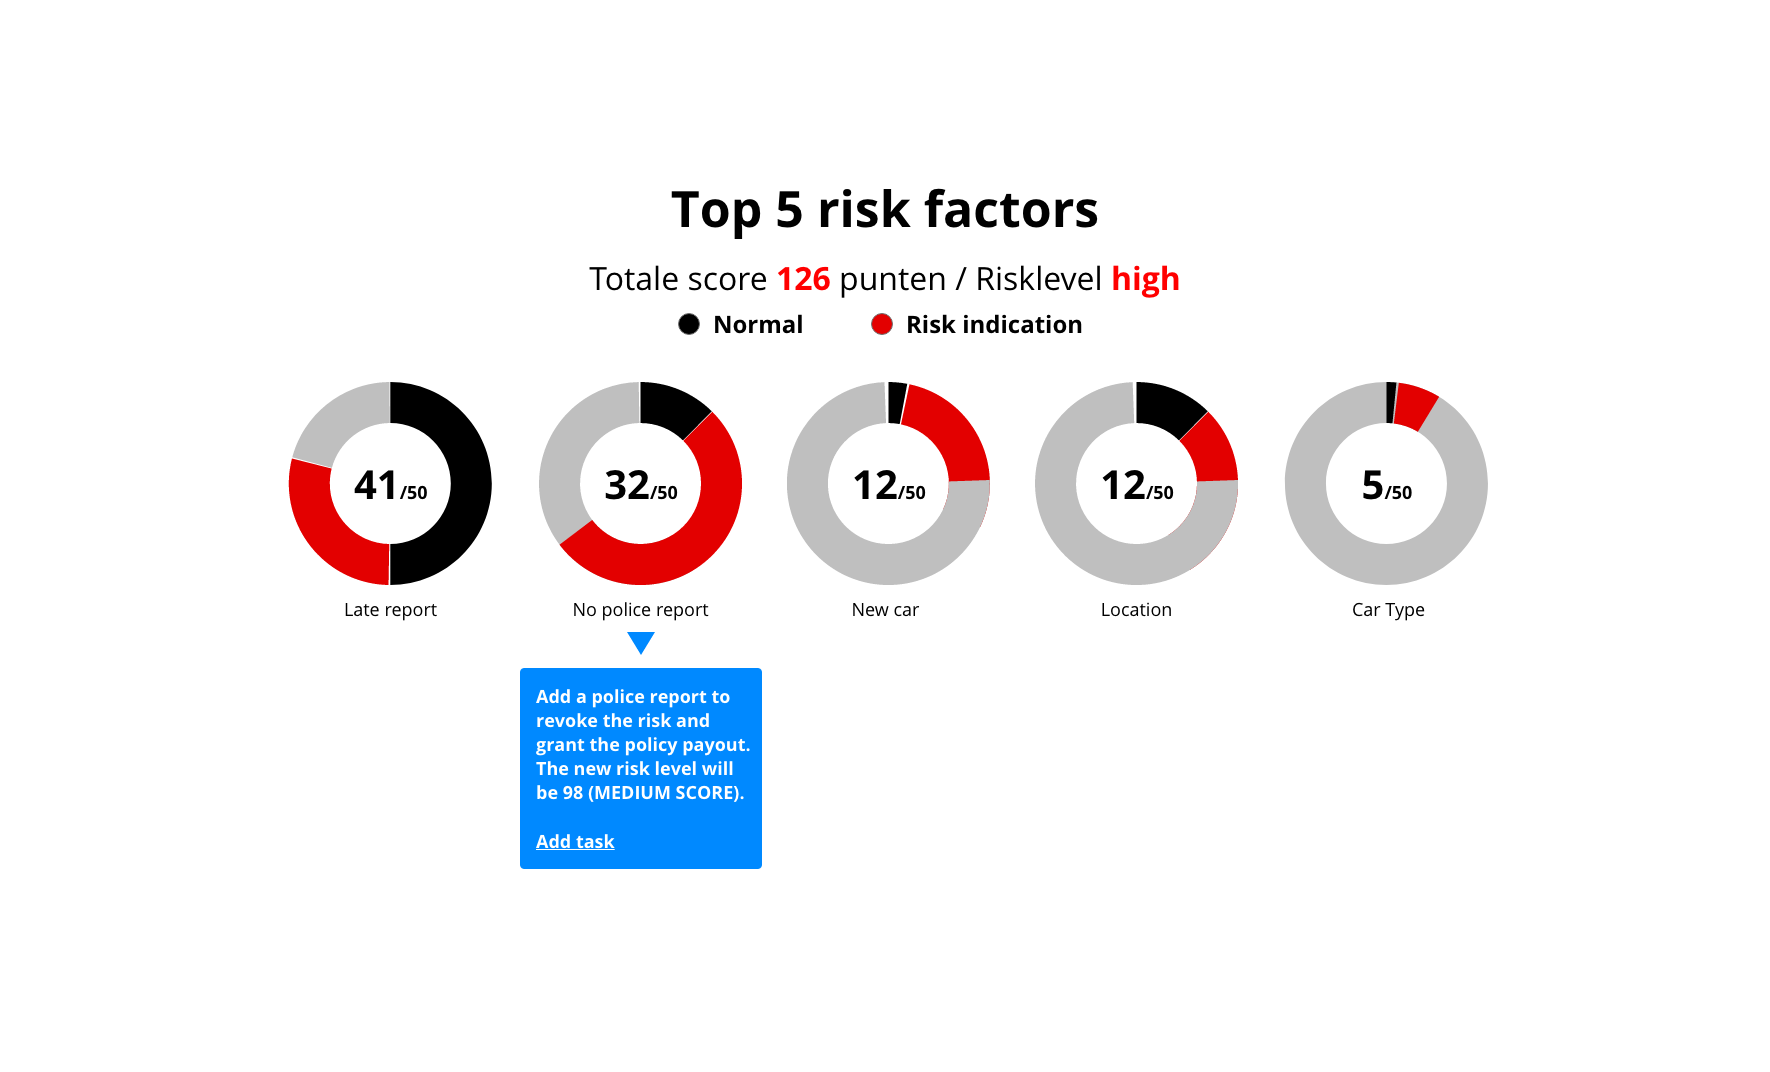 Top 5 risk factors
Totale score 126 punten / Risklevel high
Normal
Risk indication
41/50
32/50
12/50
12/50
5/50
Late report
No police report
New car
Location
Car Type
Add a police report to
revoke the risk and
grant the policy payout.
The new risk level will
be 98 (MEDIUM SCORE).
Add task